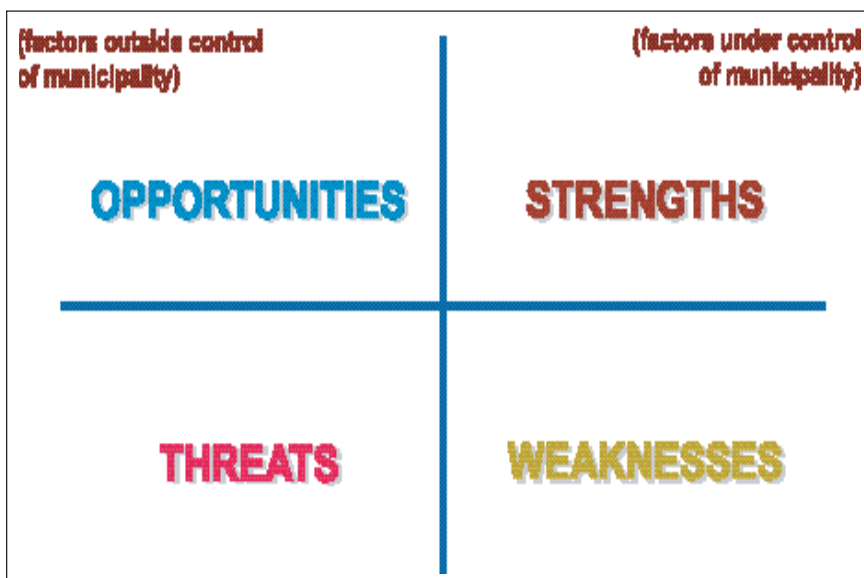 (factors outside control
of municipality)
(factors under control
of municipality)
OPPORTUNITIES
STRENGTHS
THREATS
WEAKNESSES